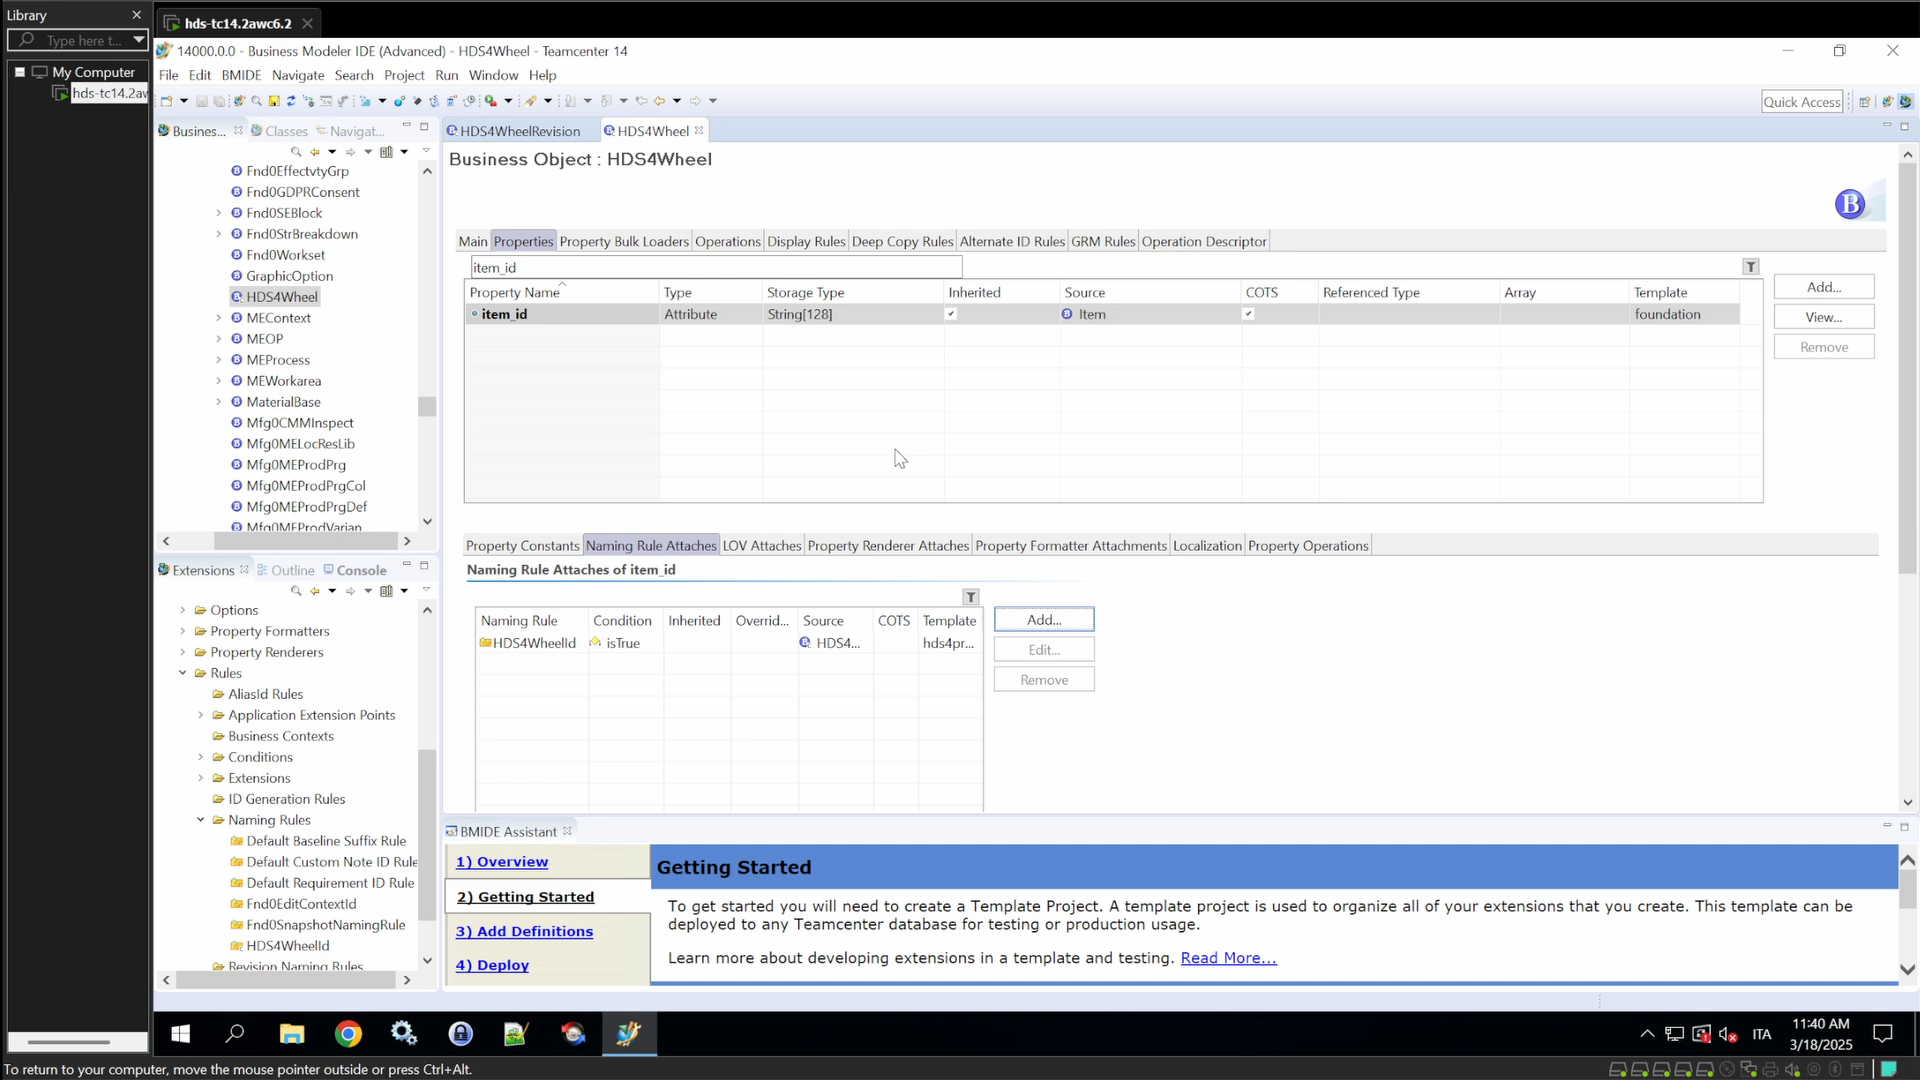 Library
Type here t...
My Computer
hds-tc14.2aw
hds-tc14.2awc6.2
14000.0.0 - Business Modeler IDE (Advanced) - HDS4Wheel - Teamcenter 14
File Edit BMIDE Navigate Search Project Run Window Help
Quick Access
Busines... Classes Navigat...
Fnd0EffectvtyGrp
Fnd0GDPRConsent
Fnd0SEBlock
Fnd0StrBreakdown
Fnd0Workset
GraphicOption
HDS4Wheel
MEContext
MEOP
MEProcess
MEWorkarea
MaterialBase
Mfg0CMMInspect
Mfg0MELocResLib
Mfg0MEProdPrg
Mfg0MEProdPrgCol
Mfg0MEProdPrgDef
Mfg0MEProdVarian
Extensions Outline Console
Options
Property Formatters
Property Renderers
Rules
AliasId Rules
Application Extension Points
Business Contexts
Conditions
Extensions
ID Generation Rules
Naming Rules
Default Baseline Suffix Rule
Default Custom Note ID Rule
Default Requirement ID Rule
Fnd0EditContextId
Fnd0SnapshotNamingRule
HDS4WheelId
Revision Naming Rules
HDS4WheelRevision HDS4Wheel
Business Object : HDS4Wheel
B
Main Properties Property Bulk Loaders Operations Display Rules Deep Copy Rules Alternate ID Rules GRM Rules Operation Descriptor
item_id
Property Name Type Storage Type Inherited Source COTS Referenced Type Array Template
item_id Attribute String[128] Item foundation
Add...
View...
Remove
Property Constants Naming Rule Attaches LOV Attaches Property Renderer Attaches Property Formatter Attachments Localization Property Operations
Naming Rule Attaches of item_id
Naming Rule Condition Inherited Overrid... Source COTS Template
HDS4WheelId isTrue HDS4... hds4pr...
Add...
Edit...
Remove
BMIDE Assistant
1) Overview
2) Getting Started
3) Add Definitions
4) Deploy
Getting Started
To get started you will need to create a Template Project. A template project is used to organize all of your extensions that you create. This template can be
deployed to any Teamcenter database for testing or production usage.
Learn more about developing extensions in a template and testing. Read More...
ITA
11:40 AM
3/18/2025
To return to your computer, move the mouse pointer outside or press Ctrl+Alt.